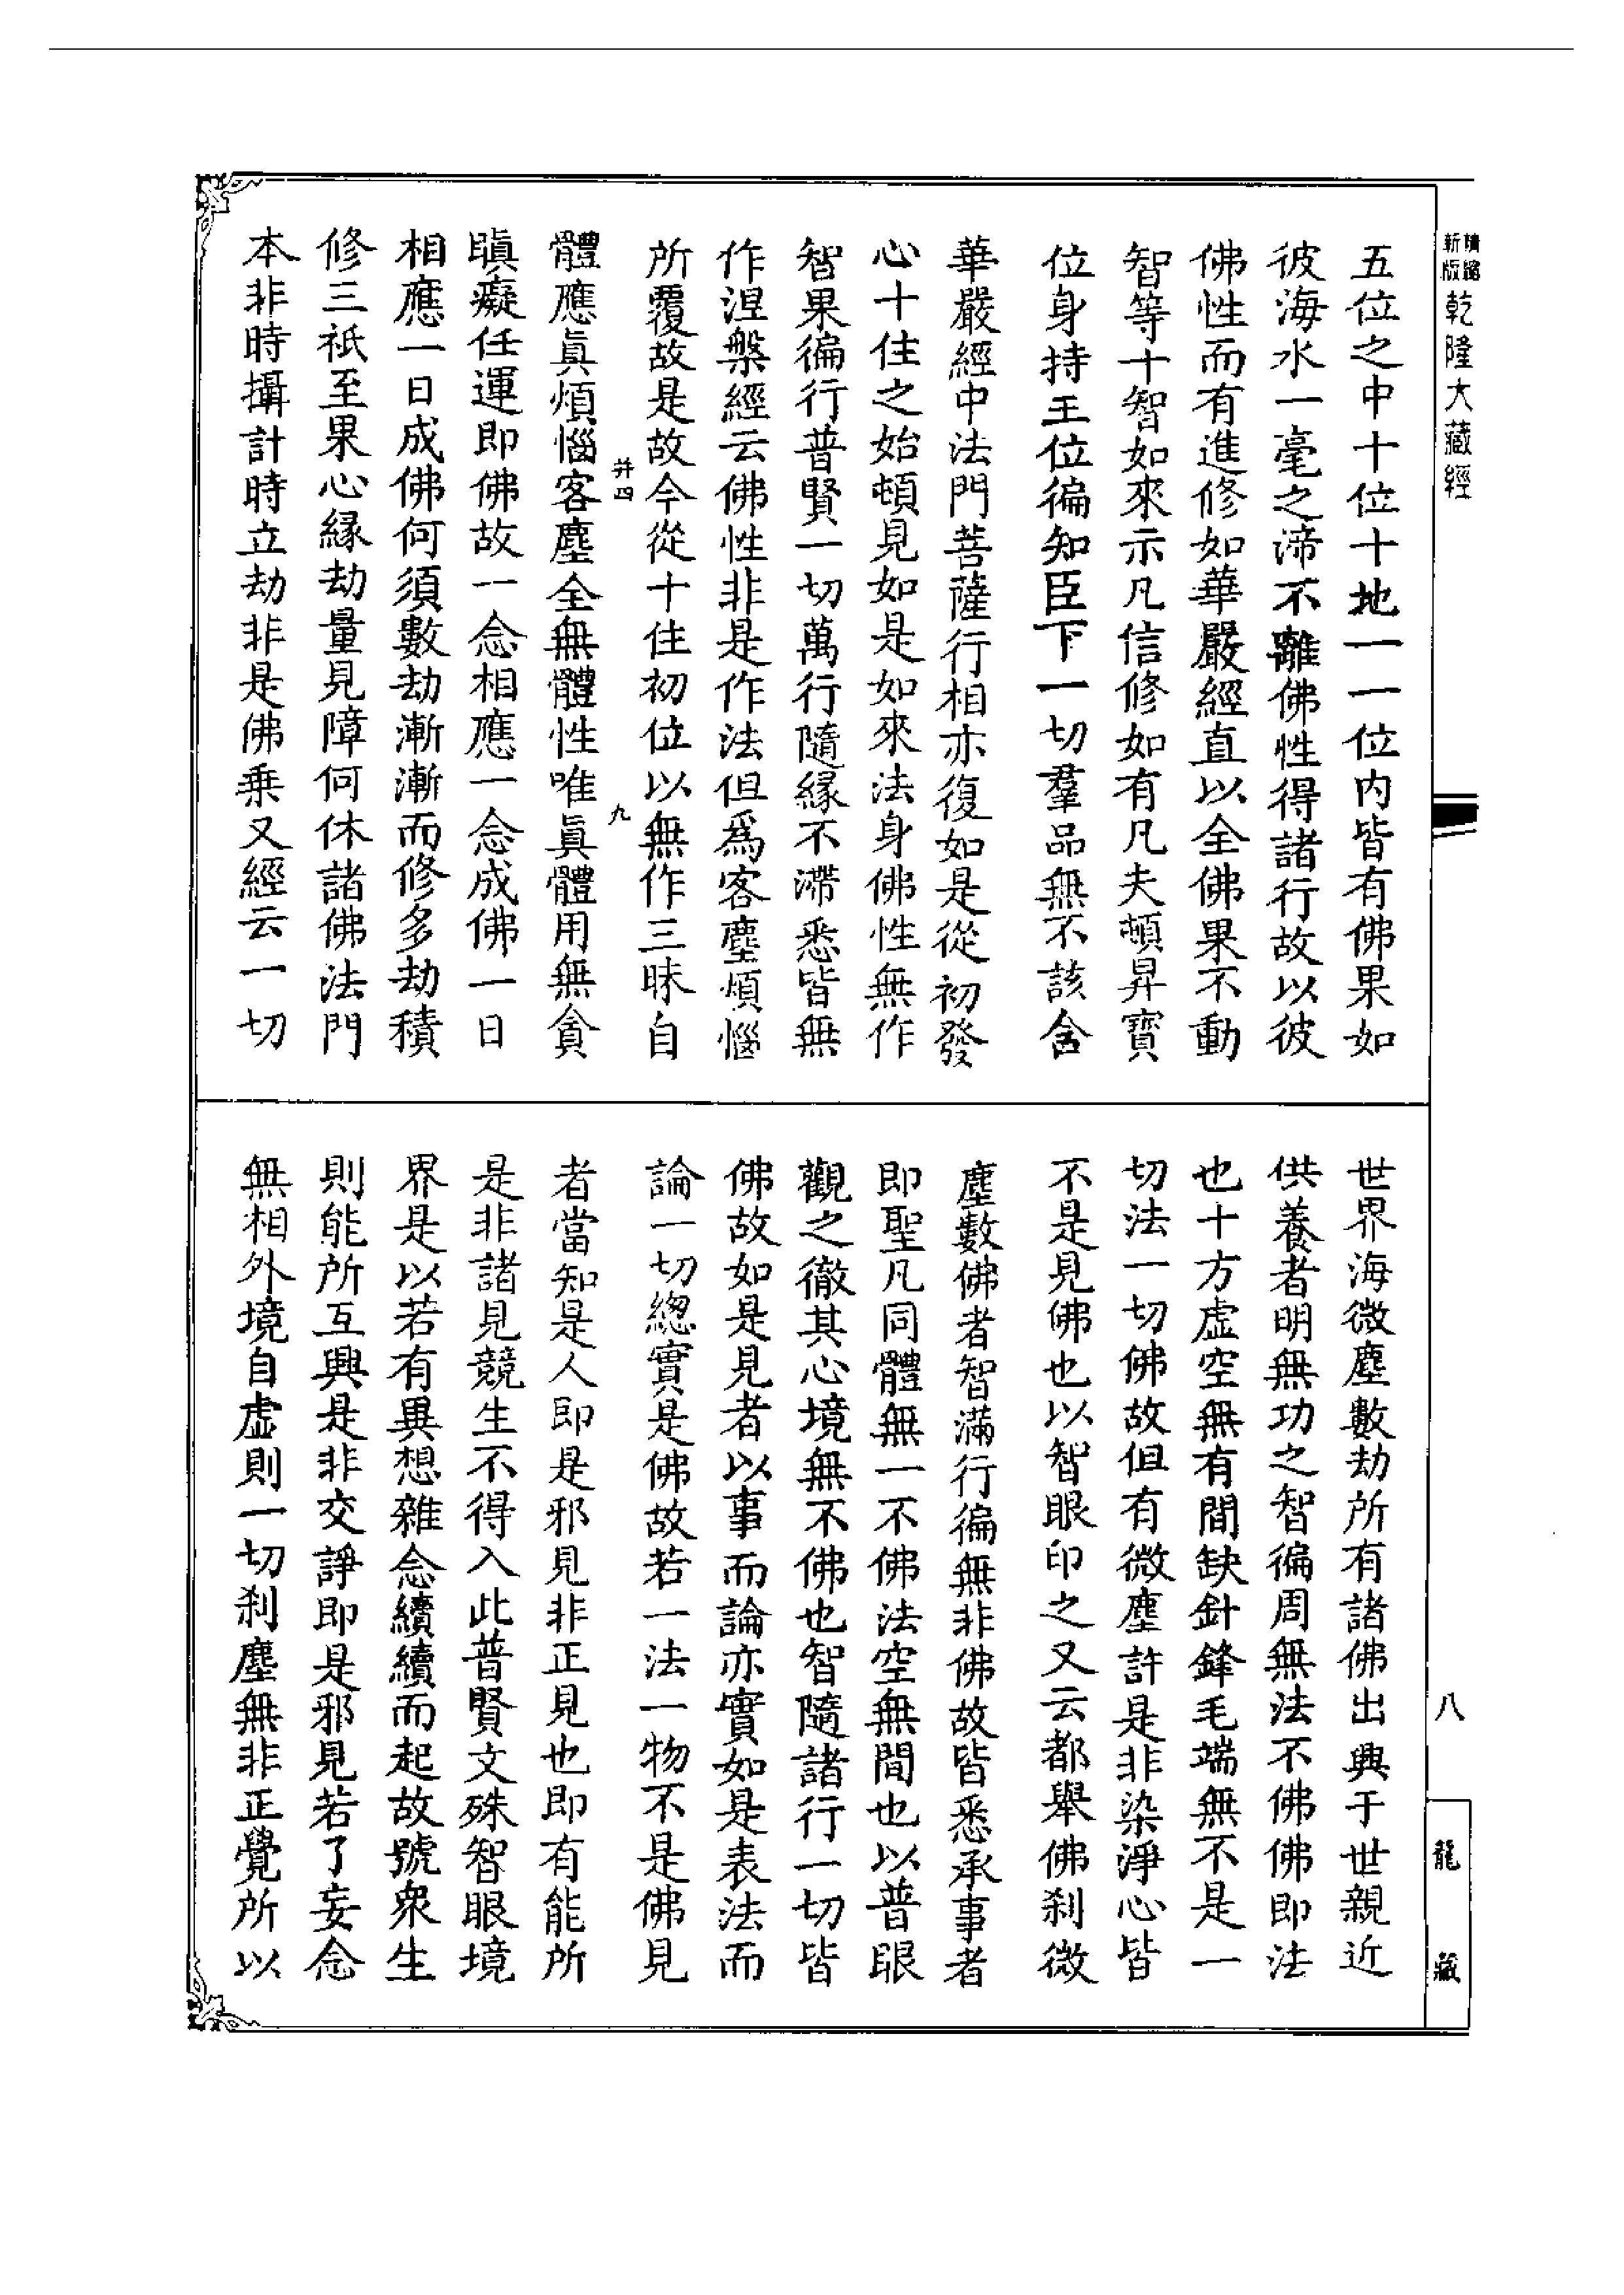 精縮
新版
乾隆大藏經
五位之中十位十地一一位內皆有佛果如
彼海水一毫之渧不離佛性得諸行故以彼
佛性而有進修如華嚴經直以全佛果不動
智等十智如來示凡信修如有凡夫頓昇寶
位身持王位徧知臣下一切羣品無不該含
華嚴經中法門菩薩行相亦復如是從初發
心十住之始頓見如是如來法身佛性無作
智果徧行普賢一切萬行隨緣不滯悉皆無
作涅槃經云佛性非是作法但爲客塵煩惱
所覆故是故今從十住初位以無作三昧自
并四
九
體應眞煩惱客塵全無體性唯眞體用無貪
瞋癡任運即佛故一念相應一念成佛一日
相應一日成佛何須數劫漸漸而修多劫積
修三祇至果心緣劫量見障何休諸佛法門
本非時攝計時立劫非是佛乗又經云一切
世界海微塵數劫所有諸佛出興于世親近
供養者明無功之智徧周無法不佛佛即法
也十方虛空無有間缺針鋒毛端無不是一
切法一切佛故但有微塵許是非染淨心皆
不是見佛也以智眼印之又云都舉佛刹微
塵數佛者智滿行徧無非佛故皆悉承事者
即聖凡同體無一不佛法空無間也以普眼
觀之徹其心境無不佛也智隨諸行一切皆
佛故如是見者以事而論亦實如是表法而
論一切總實是佛故若一法一物不是佛見
者當知是人即是邪見非正見也即有能所
是非諸見競生不得入此普賢文殊智眼境
界是以若有異想雜念續續而起故號衆生
則能所互興是非交諍即是邪見若了妄念
無相外境自虛則一切刹塵無非正覺所以
八
龍藏